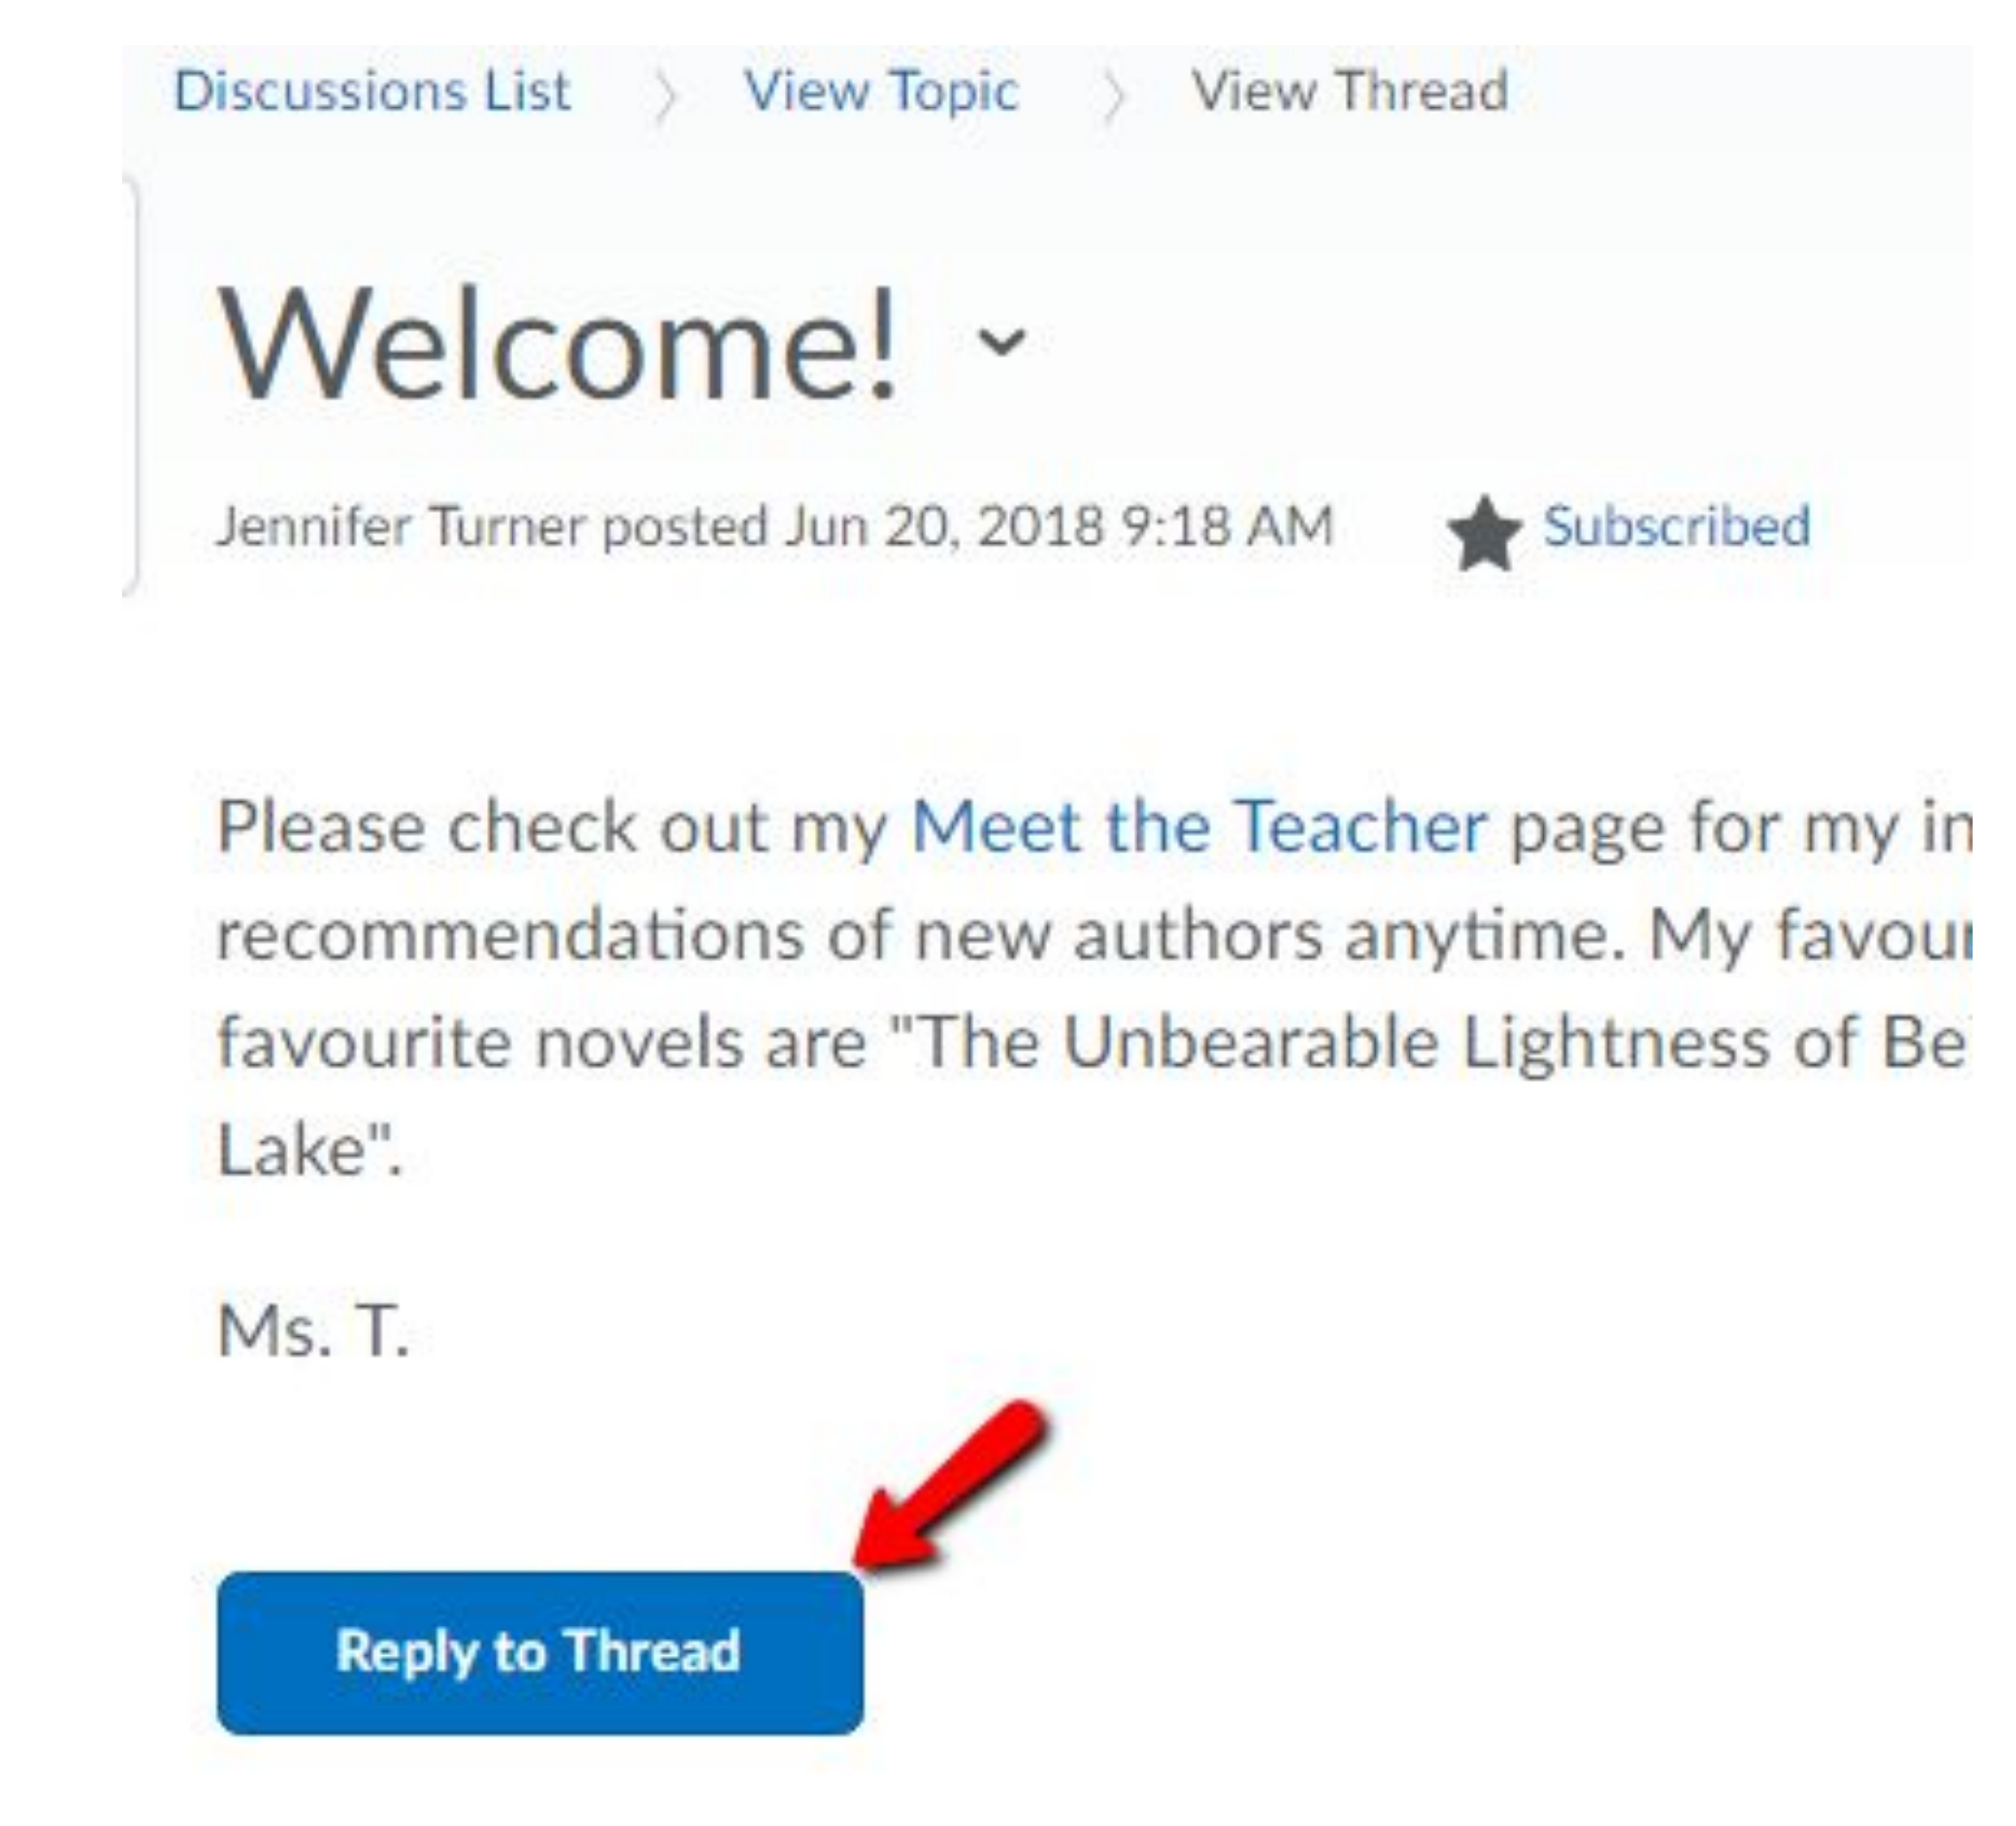 Discussions List > View Topic > View Thread
Welcome!
Jennifer Turner posted Jun 20, 2018 9:18 AM ★ Subscribed
Please check out my Meet the Teacher page for my
recommendations of new authors anytime. My
favourite novels are "The Unbearable Lightness of
Lake".
Ms. T.
Reply to Thread